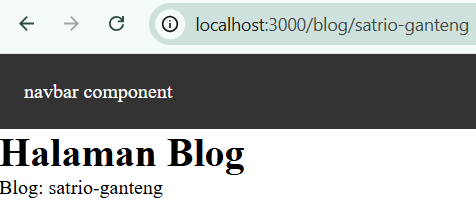 localhost:3000/blog/satrio-ganteng
navbar component
Halaman Blog
Blog: satrio-ganteng